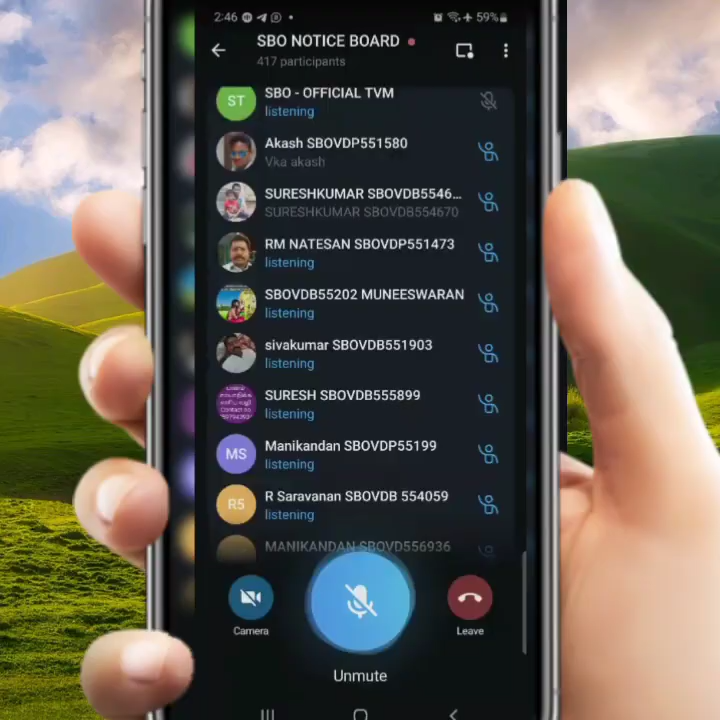 2:46
59%
SBO NOTICE BOARD
417 participants
ST
SBO - OFFICIAL TVM
listening
Akash SBOVDP551580
Vka akash
SURESHKUMAR SBOVDB5546...
SURESHKUMAR SBOVDB554670
RM NATESAN SBOVDP551473
listening
SBOVDB55202 MUNEESWARAN
listening
sivakumar SBOVDB551903
listening
SURESH SBOVDB555899
listening
MS
Manikandan SBOVDP55199
listening
R5
R Saravanan SBOVDB 554059
listening
MANIKANDAN SBOVD556936
Camera
Leave
Unmute